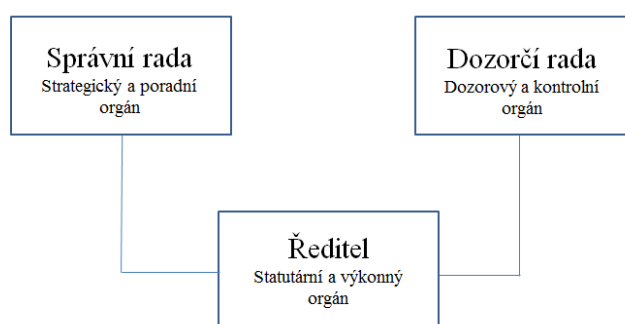 Správní rada
Strategický a poradní
orgán
Dozorčí rada
Dozorový a kontrolní
orgán
Ředitel
Statutární a výkonný
orgán